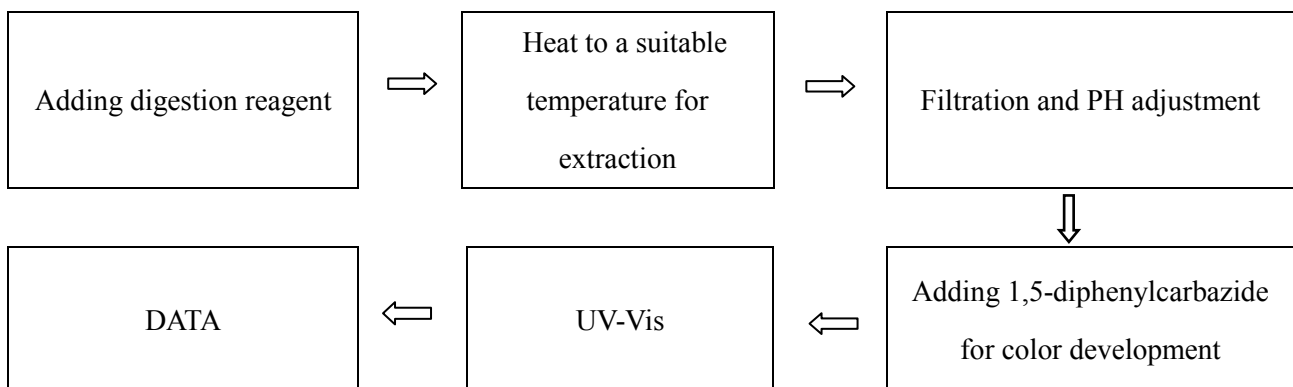 Adding digestion reagent
Heat to a suitable
temperature for
extraction
Filtration and PH adjustment
Adding 1,5-diphenylcarbazide
for color development
UV-Vis
DATA